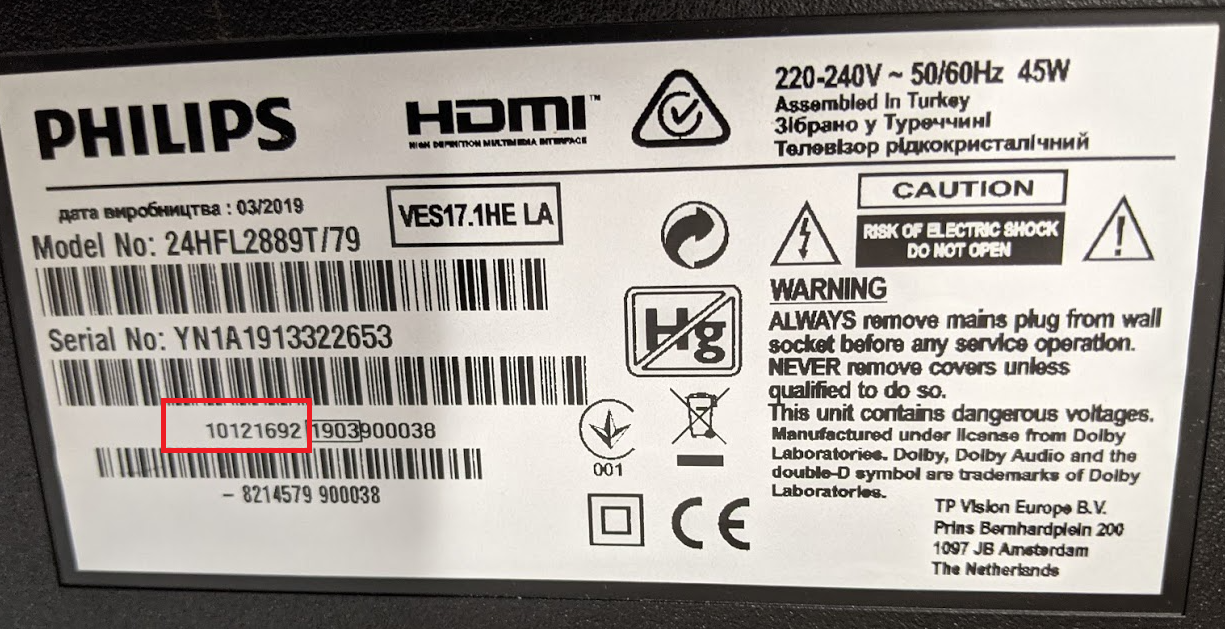 PHILIPS
HDMI™
HIGH DEFINITION MULTIMEDIA INTERFACE
220-240V ~ 50/60Hz 45W
Assembled In Turkey
Зібрано у Туреччині
Телевізор рідкокристалічний
дата виробництва : 03/2019
VES17.1HE LA
Model No: 24HFL2889T/79
Serial No: YN1A1913322653
10121692 1903900038
- 8214579 900038
Hg
001
CE
CAUTION
RISK OF ELECTRIC SHOCK
DO NOT OPEN
WARNING
ALWAYS remove mains plug from wall
socket before any service operation.
NEVER remove covers unless
qualified to do so.
This unit contains dangerous voltages.
Manufactured under license from Dolby
Laboratories. Dolby, Dolby Audio and the
double-D symbol are trademarks of Dolby
Laboratories.
TP Vision Europe B.V.
Prins Bernhardplein 200
1097 JB Amsterdam
The Netherlands